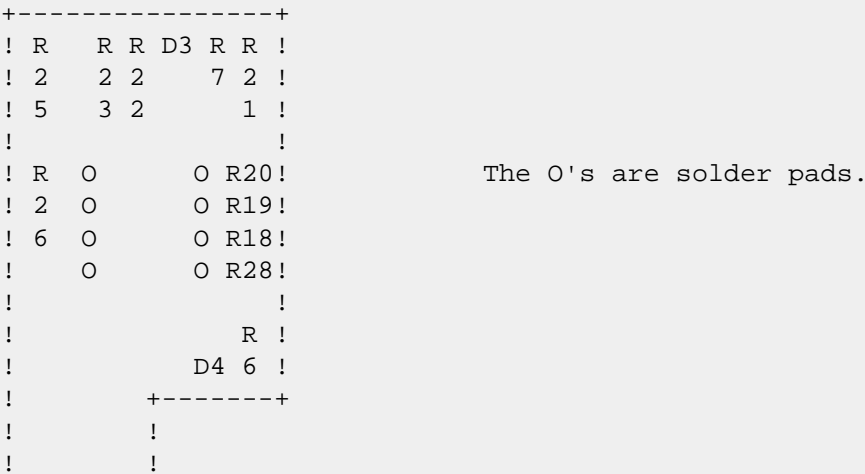 +----------------+
! R   R R D3 R R !
! 2   2 2    7 2 !
! 5   3 2      1 !
!                !
! R  O      O R20!            The O's are solder pads.
! 2  O      O R19!
! 6  O      O R18!
!    O      O R28!
!                !
!              R !
!           D4 6 !
!        +-------+
!        !
!        !